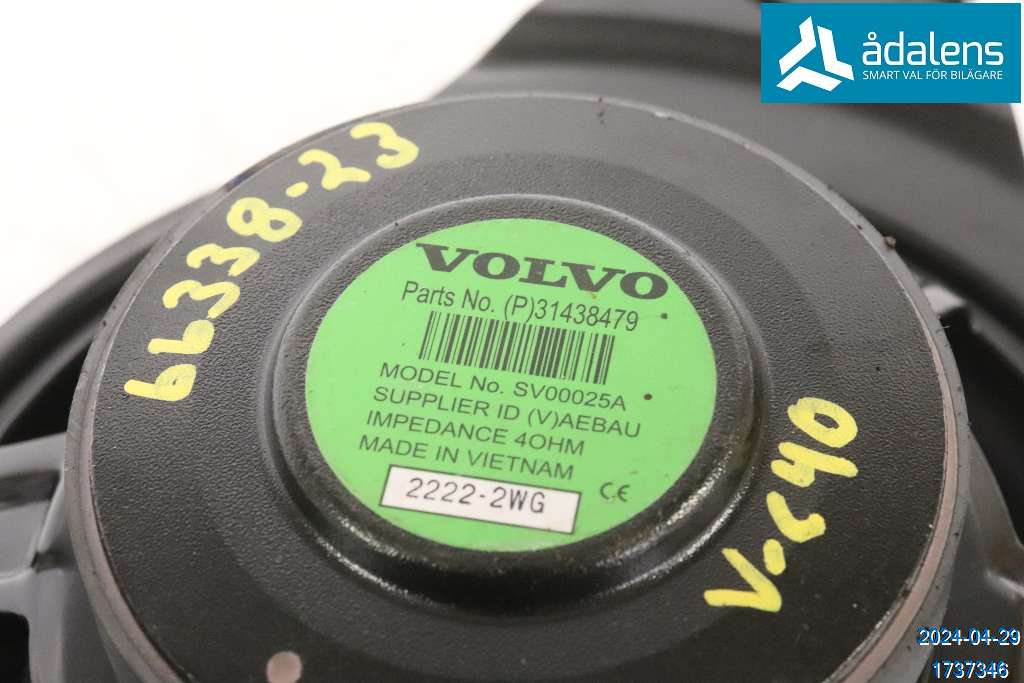 ådalens
SMART VAL FÖR BILÄGARE
bb338-23
VOLVO
Parts No. (P)31438479
MODEL No. SV00025A
SUPPLIER ID (V)AEBAU
IMPEDANCE 4OHM
MADE IN VIETNAM
2222-2WG
CE
V-C40
2024-04-29
1737346